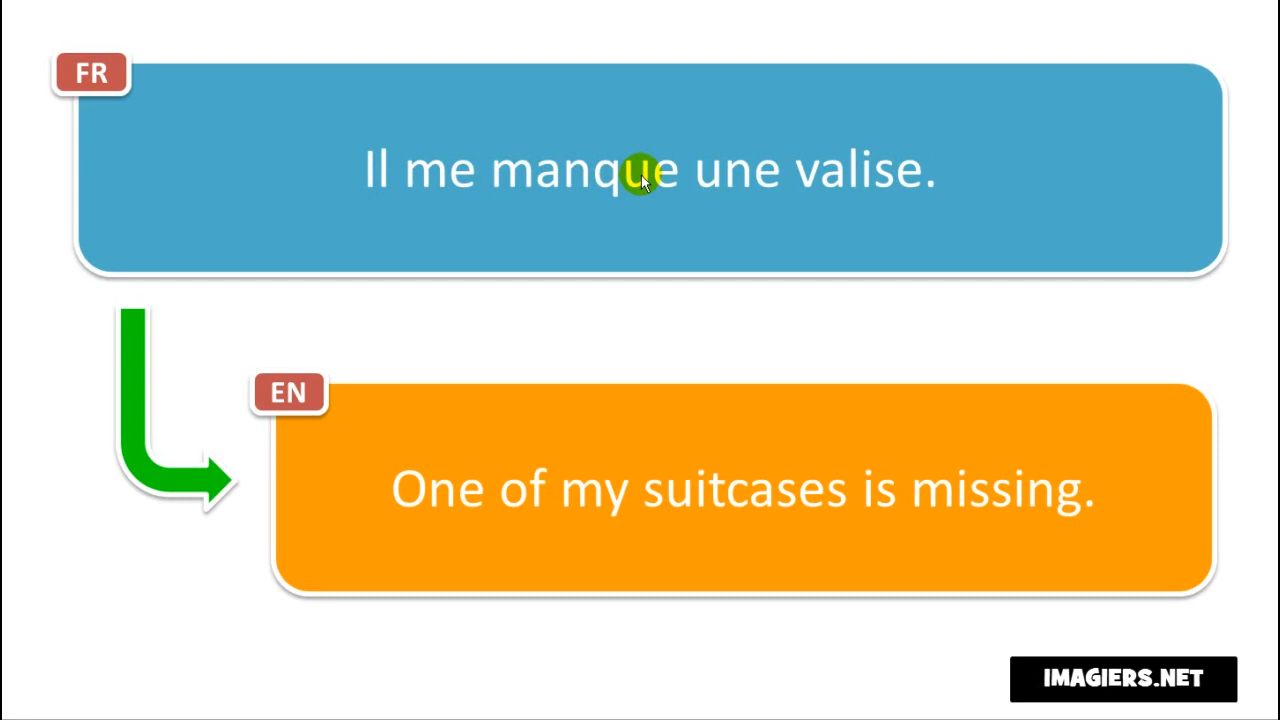 FR
Il me manque une valise.
EN
One of my suitcases is missing.
IMAGIERS.NET